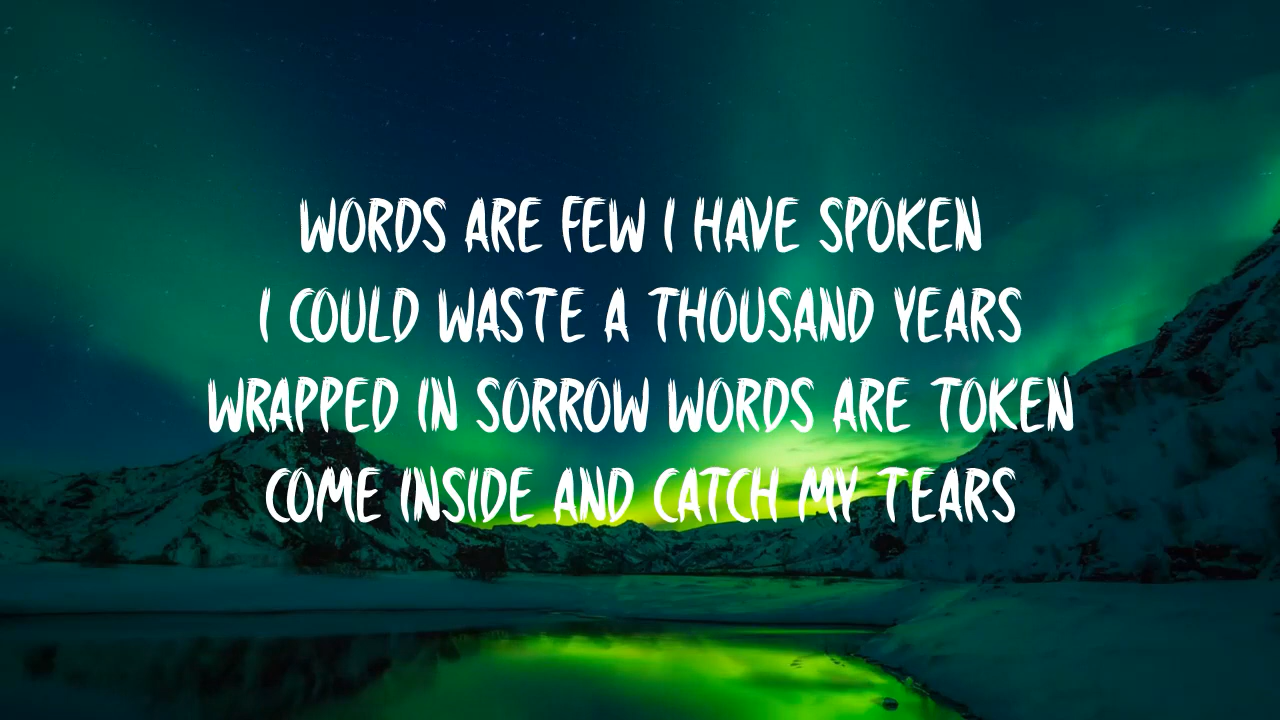 WORDS ARE FEW I HAVE SPOKEN
I COULD WASTE A THOUSAND YEARS
WRAPPED IN SORROW WORDS ARE TOKEN
COME INSIDE AND CATCH MY TEARS